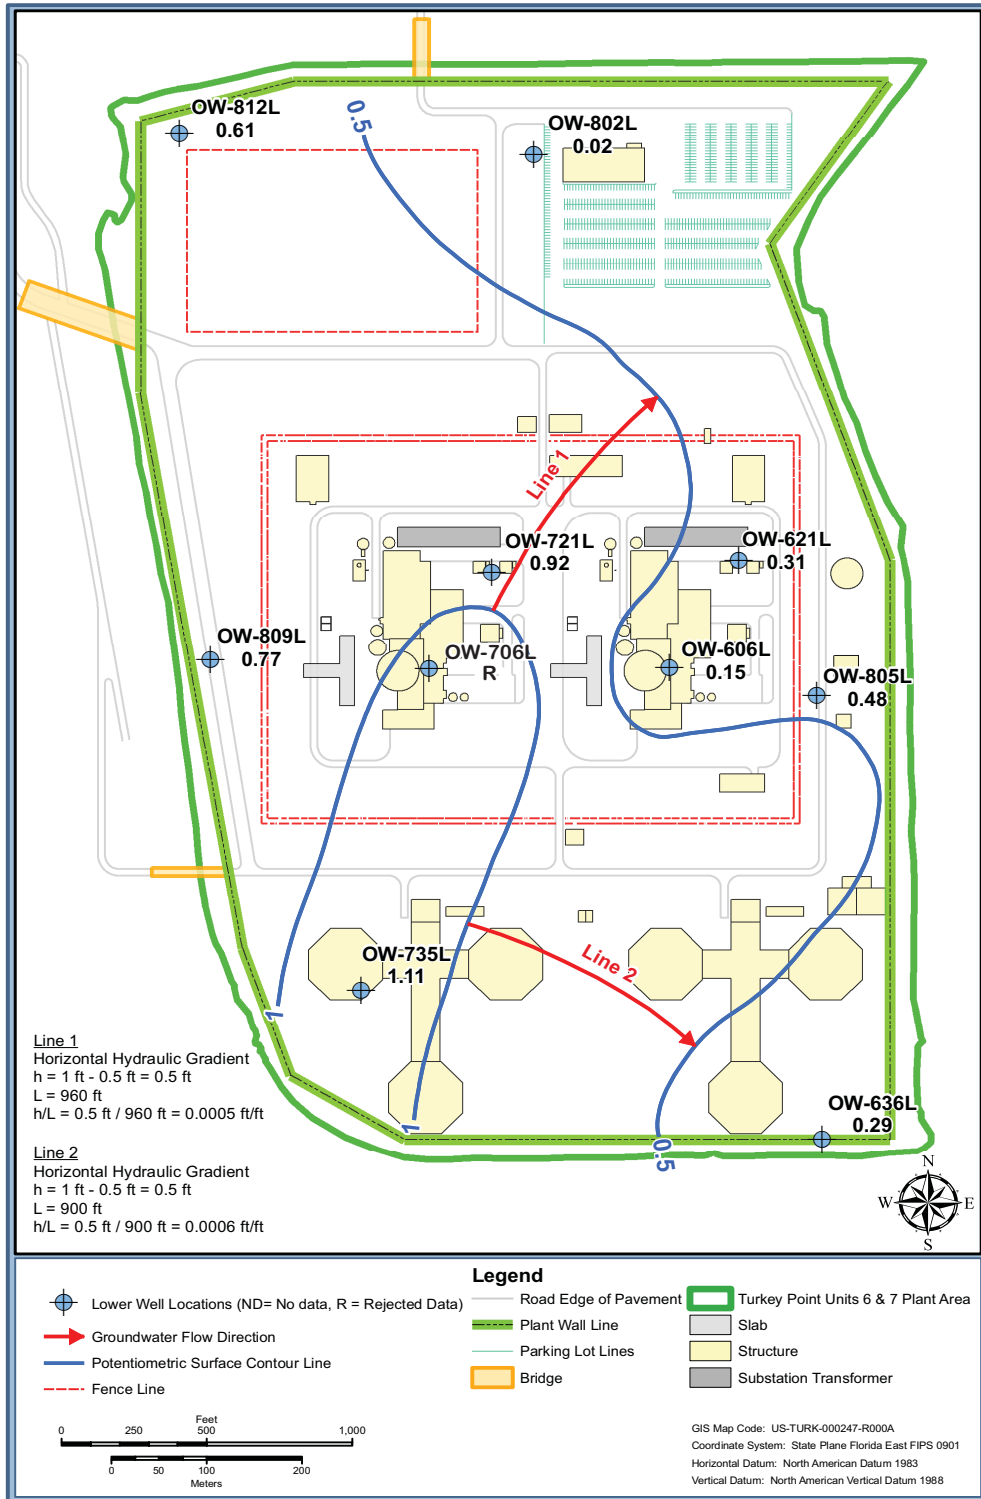 0.5
OW-812L
0.61
OW-802L
0.02
Line 1
OW-721L
0.92
OW-621L
0.31
OW-809L
0.77
OW-706L
R
OW-606L
0.15
OW-805L
0.48
OW-735L
1.11
Line 2
1
1
0.5
OW-636L
0.29
Line 1
Horizontal Hydraulic Gradient
h = 1 ft - 0.5 ft = 0.5 ft
L = 960 ft
h/L = 0.5 ft / 960 ft = 0.0005 ft/ft
Line 2
Horizontal Hydraulic Gradient
h = 1 ft - 0.5 ft = 0.5 ft
L = 900 ft
h/L = 0.5 ft / 900 ft = 0.0006 ft/ft
N
W E
S
Legend
Lower Well Locations (ND= No data, R = Rejected Data)
Groundwater Flow Direction
Potentiometric Surface Contour Line
Fence Line
Road Edge of Pavement
Plant Wall Line
Parking Lot Lines
Bridge
Turkey Point Units 6 & 7 Plant Area
Slab
Structure
Substation Transformer
Feet
0 250 500 1,000
0 50 100 200
Meters
GIS Map Code: US-TURK-000247-R000A
Coordinate System: State Plane Florida East FIPS 0901
Horizontal Datum: North American Datum 1983
Vertical Datum: North American Vertical Datum 1988